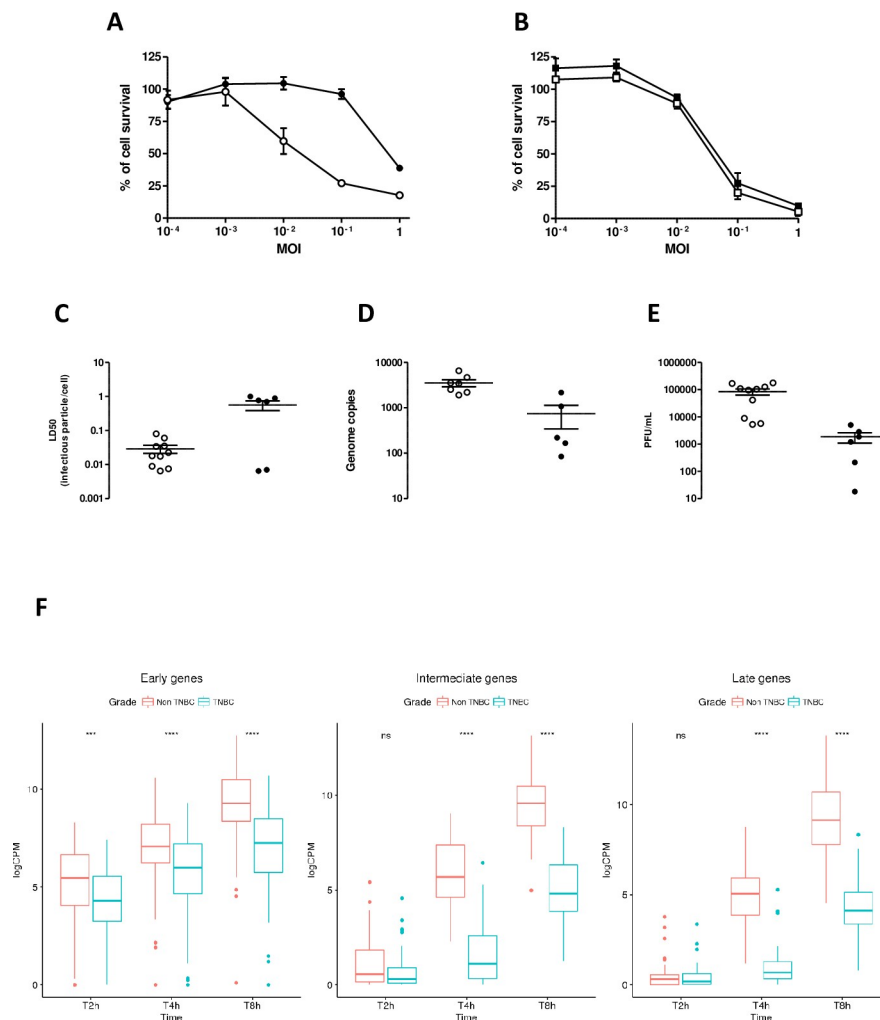 A
B
125
100
75
50
25
0
% of cell survival
10-4
10-3
10-2
10-1
1
MOI
125
100
75
50
25
0
% of cell survival
10-4
10-3
10-2
10-1
1
MOI
C
D
E
10
1
0.1
0.01
0.001
LD50
(infectious particle/cell)
10000
1000
100
10
Genome copies
1000000
100000
10000
1000
100
10
PFU/mL
F
Early genes
Grade Non TNBC TNBC
*** **** ****
10
5
0
logCPM
T2h T4h T8h
Time
Intermediate genes
Grade Non TNBC TNBC
ns **** ****
10
5
0
logCPM
T2h T4h T8h
Time
Late genes
Grade Non TNBC TNBC
ns **** ****
10
5
0
logCPM
T2h T4h T8h
Time